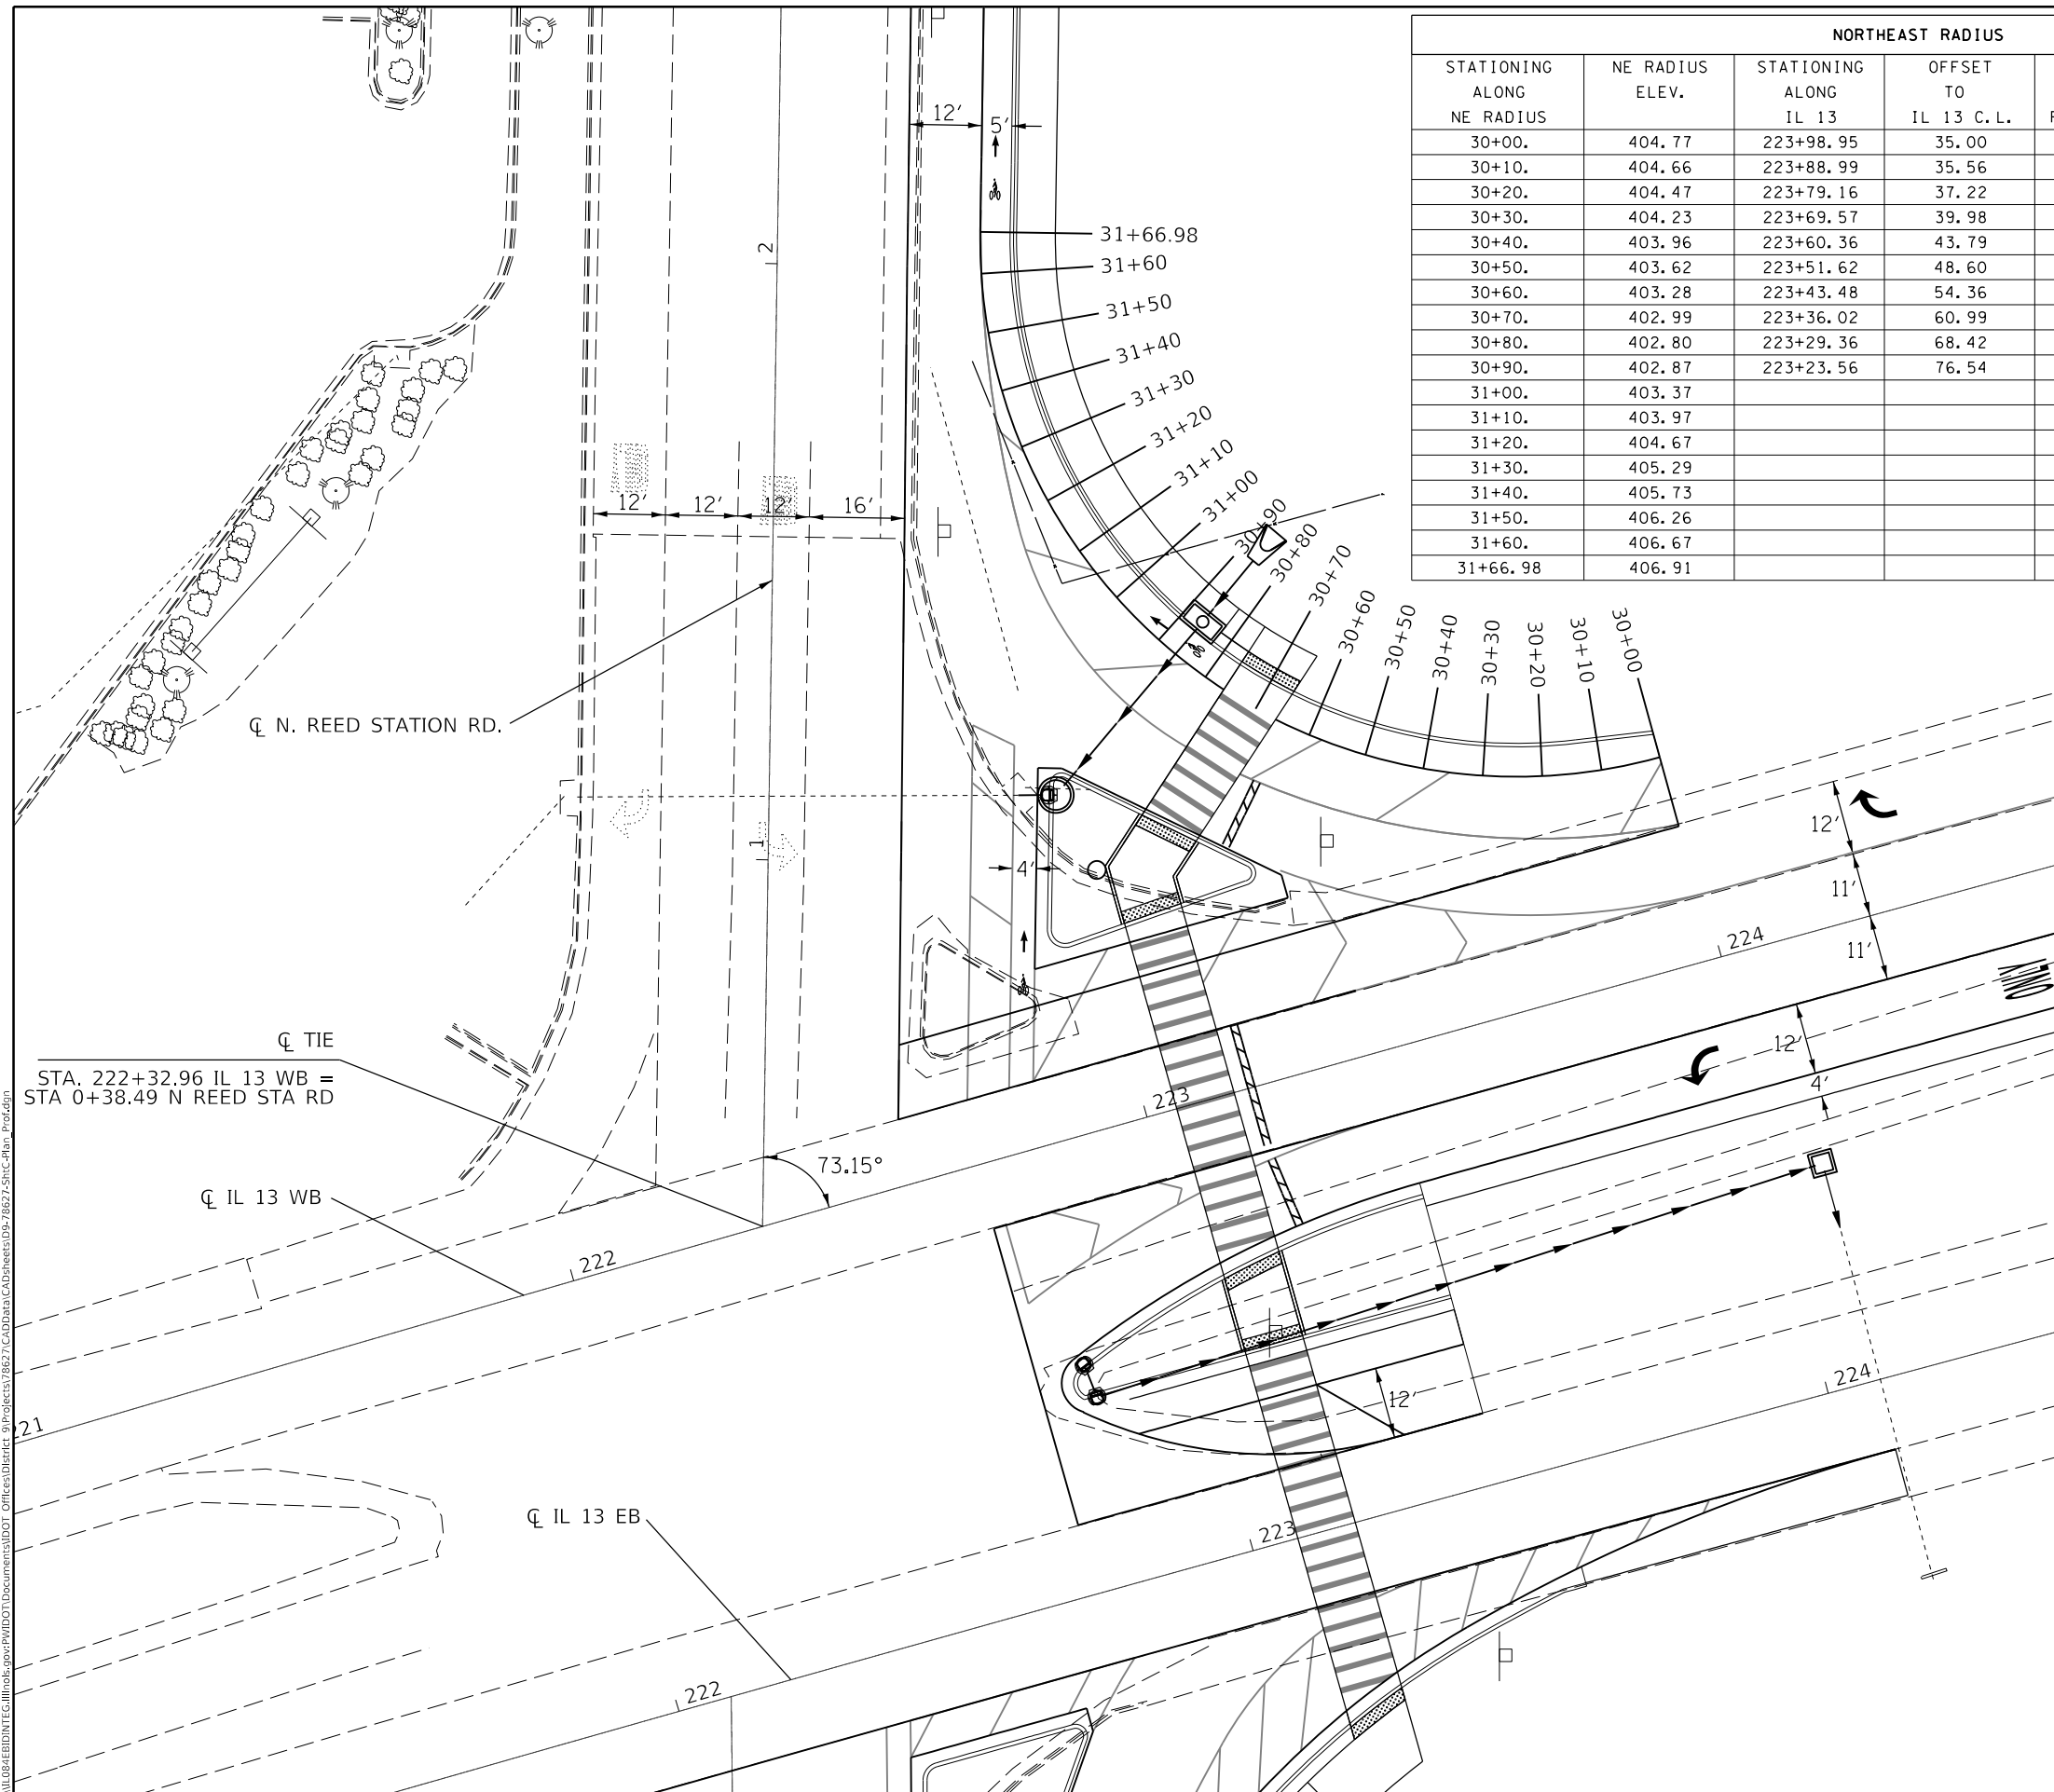 NORTHEAST RADIUS
STATIONING ALONG NE RADIUS	NE RADIUS ELEV.	STATIONING ALONG IL 13	OFFSET TO IL 13 C.L.
30+00.	404.77	223+98.95	35.00
30+10.	404.66	223+88.99	35.56
30+20.	404.47	223+79.16	37.22
30+30.	404.23	223+69.57	39.98
30+40.	403.96	223+60.36	43.79
30+50.	403.62	223+51.62	48.60
30+60.	403.28	223+43.48	54.36
30+70.	402.99	223+36.02	60.99
30+80.	402.80	223+29.36	68.42
30+90.	402.87	223+23.56	76.54
31+00.	403.37
31+10.	403.97
31+20.	404.67
31+30.	405.29
31+40.	405.73
31+50.	406.26
31+60.	406.67
31+66.98	406.91
12'
5'
2
31+66.98
31+60
31+50
31+40
31+30
31+20
31+10
31+00
30+90
30+80
30+70
30+60
30+50
30+40
30+30
30+20
30+10
30+00
12'
12'
12'
16'
℄ N. REED STATION RD.
1
4'
12'
11'
11'
224
12'
4'
℄ TIE
STA. 222+32.96 IL 13 WB =
STA 0+38.49 N REED STA RD
223
73.15°
℄ IL 13 WB
222
221
12'
224
℄ IL 13 EB
223
222